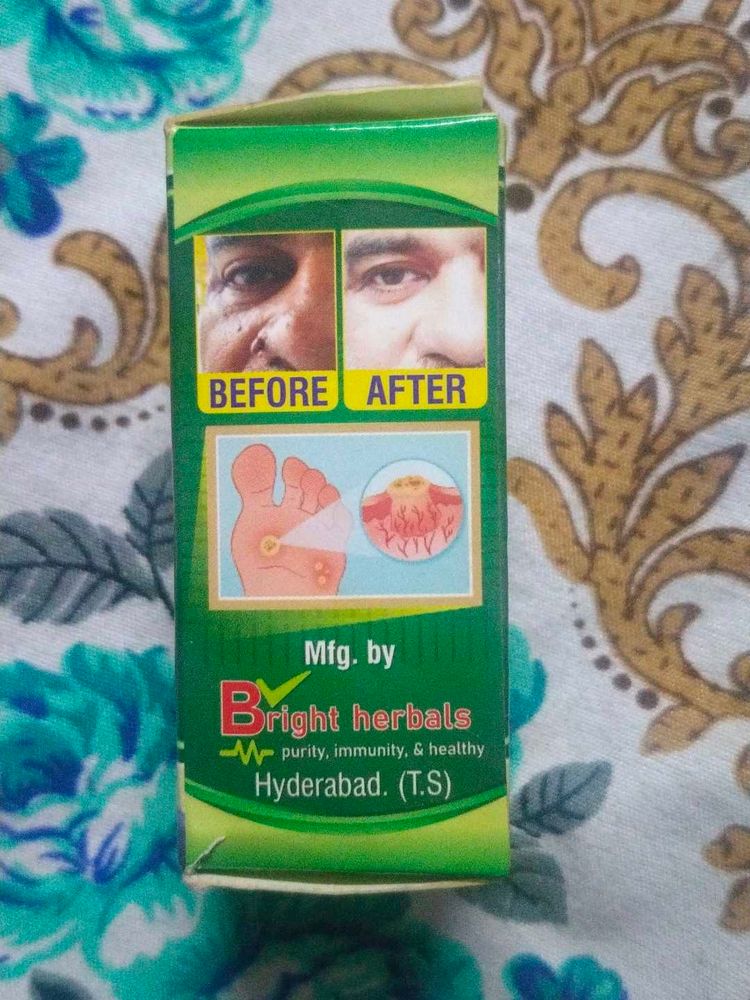 BEFORE AFTER
Mfg. by
Bright herbals
purity, immunity, & healthy
Hyderabad. (T.S)